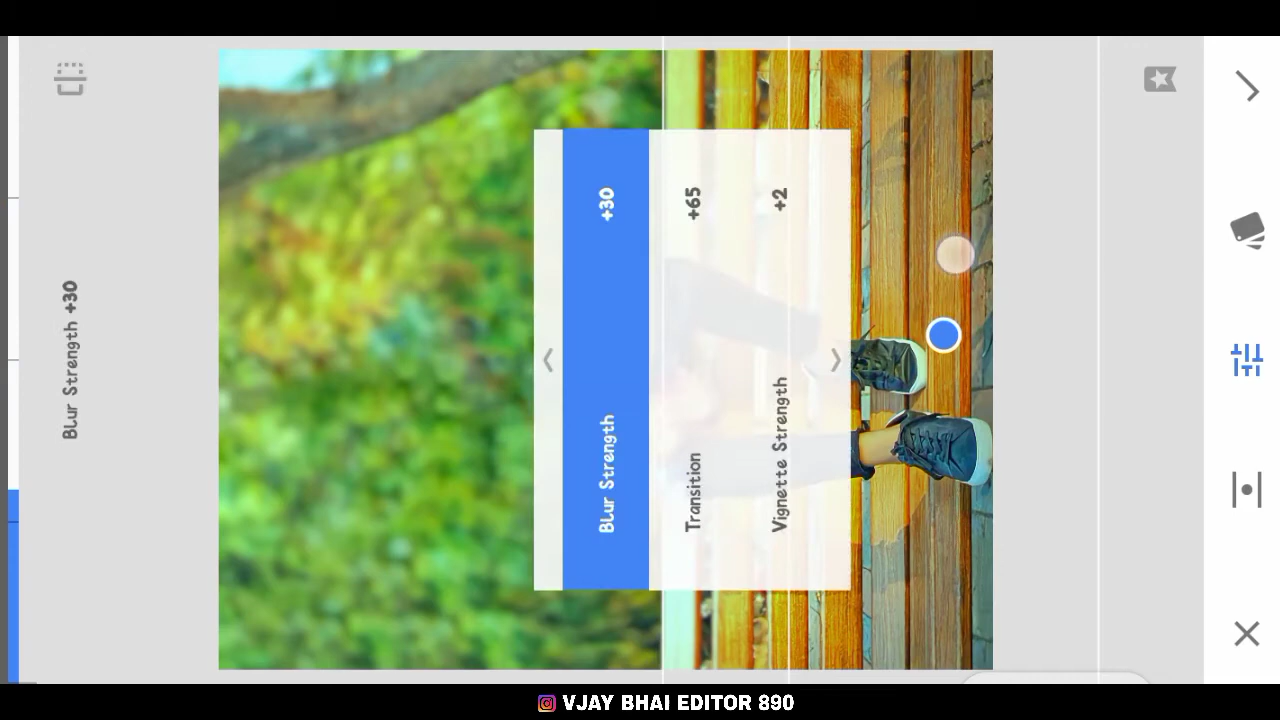 Blur Strength +30
Blur Strength +30
Transition +65
Vignette Strength +2
VJAY BHAI EDITOR 890